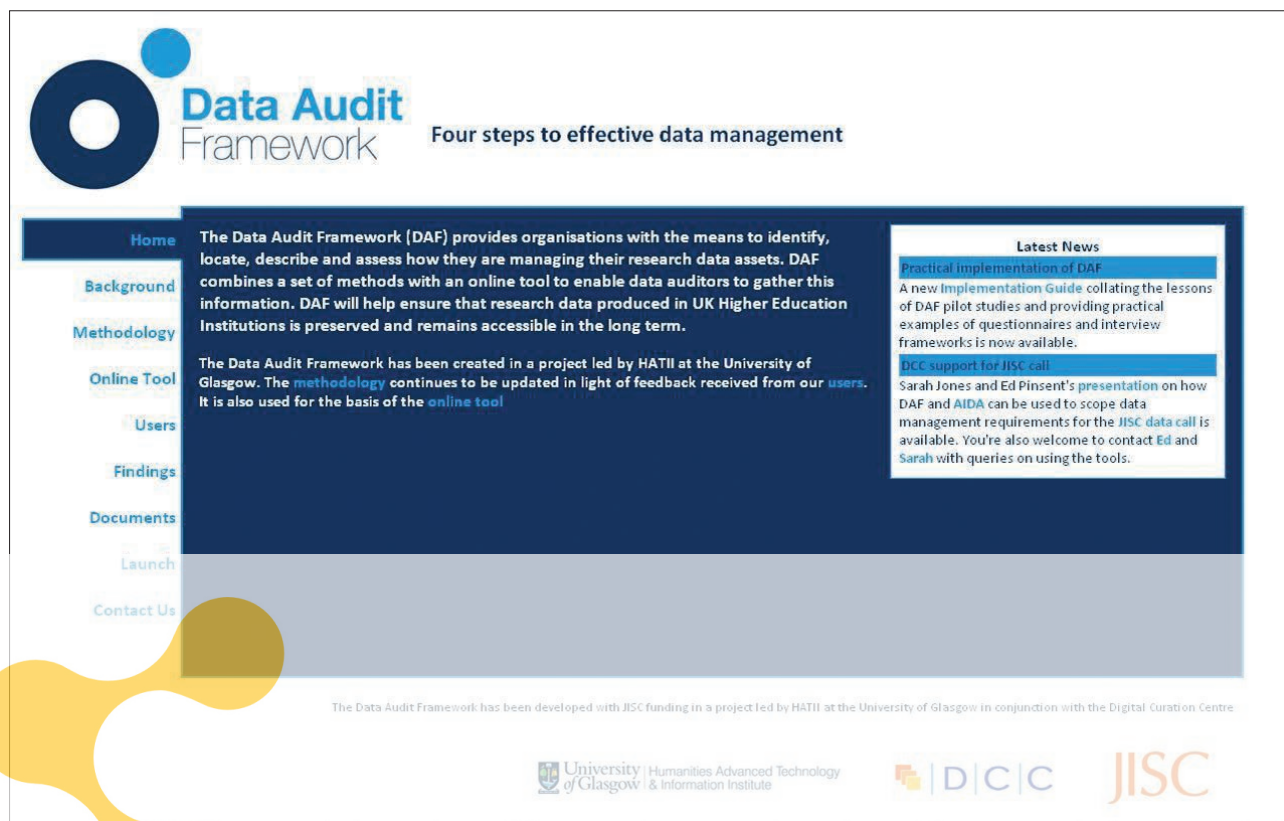 Data Audit
Framework
Four steps to effective data management
Home
Background
Methodology
Online Tool
Users
Findings
Documents
Launch
Contact Us
The Data Audit Framework (DAF) provides organisations with the means to identify,
locate, describe and assess how they are managing their research data assets. DAF
combines a set of methods with an online tool to enable data auditors to gather this
information. DAF will help ensure that research data produced in UK Higher Education
Institutions is preserved and remains accessible in the long term.
The Data Audit Framework has been created in a project led by HATII at the University of
Glasgow. The methodology continues to be updated in light of feedback received from our users.
It is also used for the basis of the online tool
Latest News
Practical implementation of DAF
A new Implementation Guide collating the lessons
of DAF pilot studies and providing practical
examples of questionnaires and interview
frameworks is now available.
DCC support for JISC call
Sarah Jones and Ed Pinsent's presentation on how
DAF and AIDA can be used to scope data
management requirements for the JISC data call is
available. You're also welcome to contact Ed and
Sarah with queries on using the tools.
The Data Audit Framework has been developed with JISC funding in a project led by HATII at the University of Glasgow in conjunction with the Digital Curation Centre
University of Glasgow
Humanities Advanced Technology
& Information Institute
D|C|C
JISC